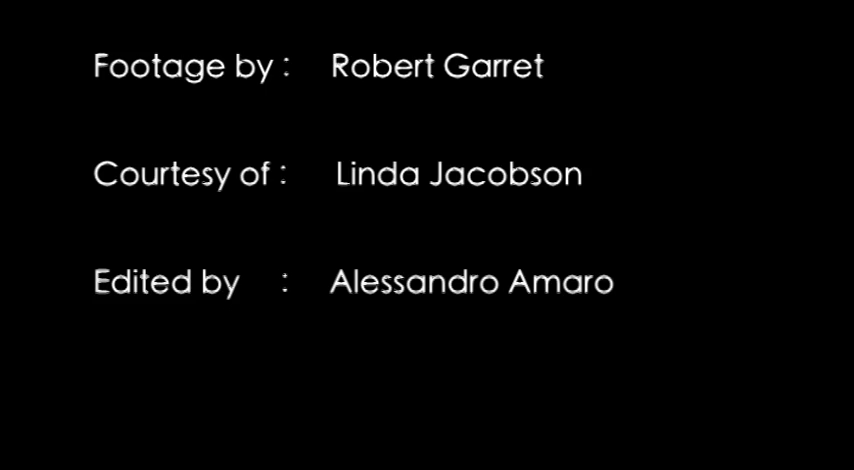 Footage by : Robert Garret
Courtesy of : Linda Jacobson
Edited by : Alessandro Amaro